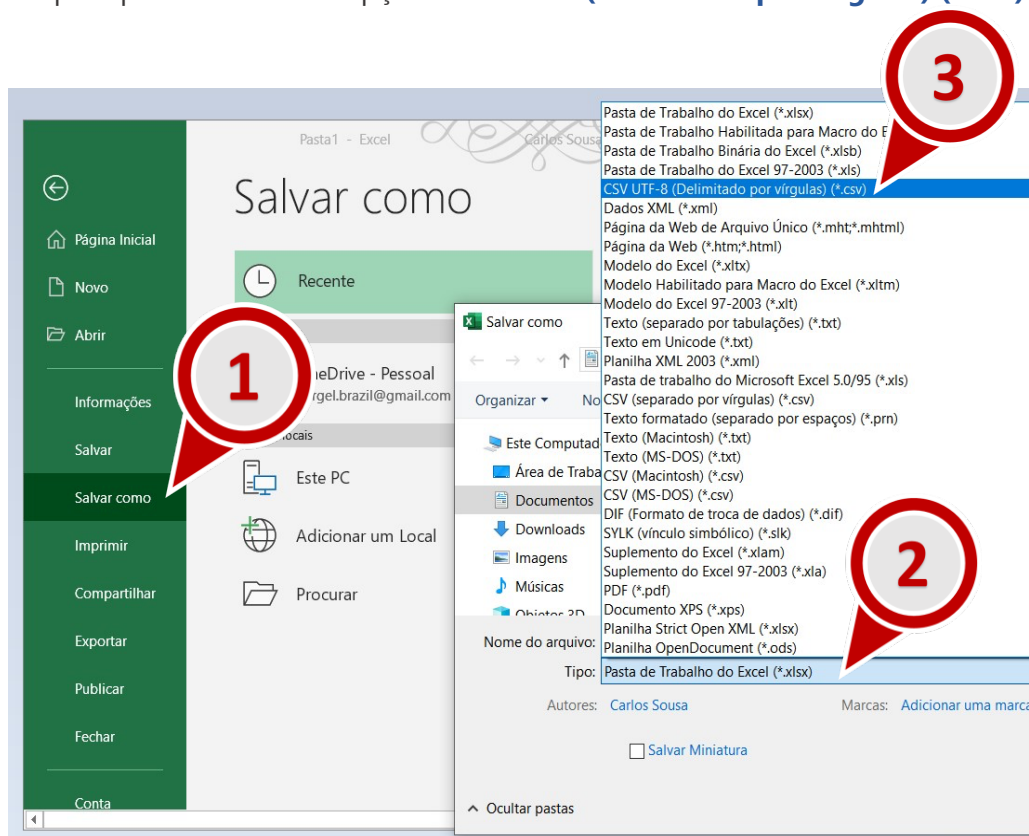 3
Pasta1 - Excel
Carlos Sousa
Salvar como
Página Inicial
Novo
Abrir
Informações
Salvar
Salvar como
Imprimir
Compartilhar
Exportar
Publicar
Fechar
Conta
1
Recente
- Pessoal
Este PC
Adicionar um Local
Procurar
Salvar como
Organizar
Este
Área de
Documentos
Downloads
Imagens
Músicas
Nome do arquivo:
Tipo:
Pasta de Trabalho do Excel (*.xlsx)
Pasta de Trabalho Habilitada para Macro do
Pasta de Trabalho Binária do Excel (*.xlsb)
Pasta de Trabalho do Excel 97-2003 (*.xls)
CSV UTF-8 (Delimitado por vírgulas) (*.csv)
Dados XML (*.xml)
Página da Web de Arquivo Único (*.mht;*.mhtml)
Página da Web (*.htm;*.html)
Modelo do Excel (*.xltx)
Modelo Habilitado para Macro do Excel (*.xltm)
Modelo do Excel 97-2003 (*.xlt)
Texto (separado por tabulações) (*.txt)
Texto em Unicode (*.txt)
Planilha XML 2003 (*.xml)
Pasta de trabalho do Microsoft Excel 5.0/95 (*.xls)
CSV (separado por vírgulas) (*.csv)
Texto formatado (separado por espaços) (*.prn)
Texto (Macintosh) (*.txt)
Texto (MS-DOS) (*.txt)
CSV (Macintosh) (*.csv)
CSV (MS-DOS) (*.csv)
DIF (Formato de troca de dados) (*.dif)
SYLK (vínculo simbólico) (*.slk)
Suplemento do Excel (*.xlam)
Suplemento do Excel 97-2003 (*.xla)
PDF (*.pdf)
Documento XPS (*.xps)
Planilha Strict Open XML (*.xlsx)
Planilha OpenDocument (*.ods)
Pasta de Trabalho do Excel (*.xlsx)
2
Autores: Carlos Sousa
Marcas: Adicionar uma marca
Salvar Miniatura
Ocultar pastas